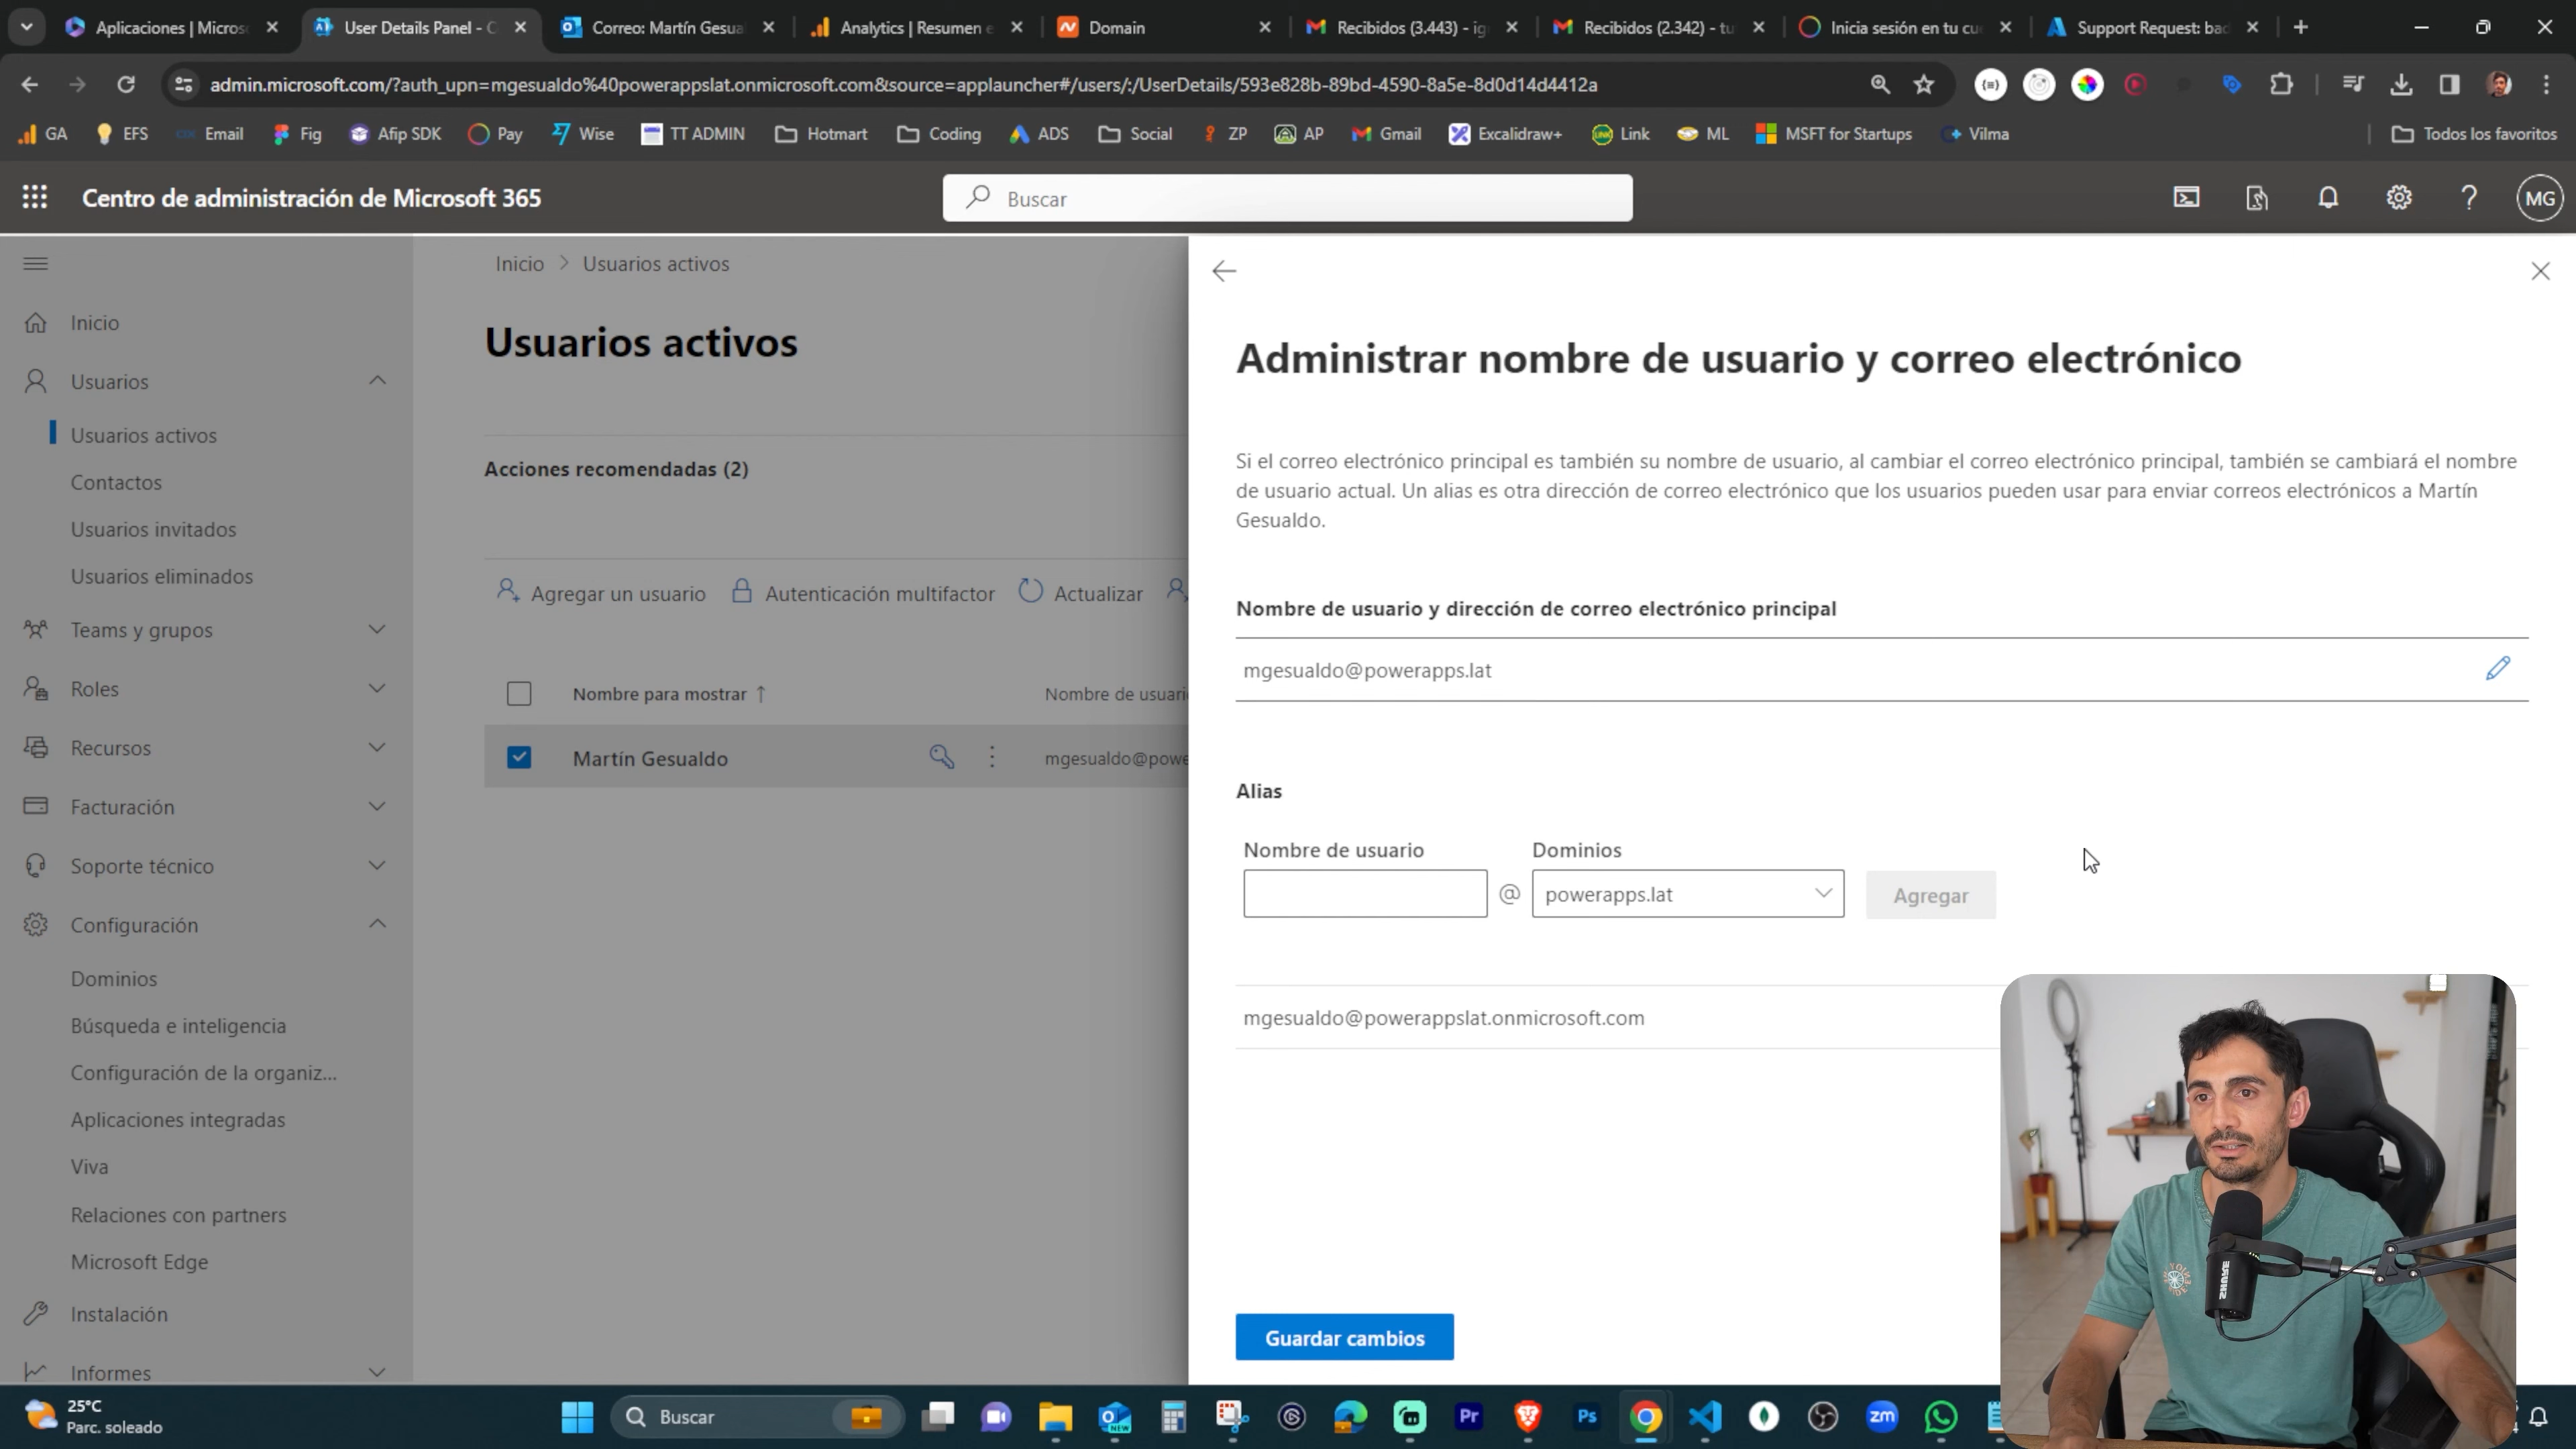 Aplicaciones | Micros
User Details Panel - C
Correo: Martín Gesual
Analytics | Resumen e
Domain
Recibidos (3.443) - ig
Recibidos (2.342) - tu
Inicia sesión en tu cue
Support Request: bad
admin.microsoft.com/?auth_upn=mgesualdo%40powerappslat.onmicrosoft.com&source=applauncher#/users/:/UserDetails/593e828b-89bd-4590-8a5e-8d0d14d4412a
GA
EFS
Email
Fig
Afip SDK
Pay
Wise
TT ADMIN
Hotmart
Coding
ADS
Social
ZP
AP
Gmail
Excalidraw+
Link
ML
MSFT for Startups
Vilma
Todos los favoritos
Centro de administración de Microsoft 365
Buscar
MG
Inicio
Usuarios
Usuarios activos
Contactos
Usuarios invitados
Usuarios eliminados
Teams y grupos
Roles
Recursos
Facturación
Soporte técnico
Configuración
Dominios
Búsqueda e inteligencia
Configuración de la organiz...
Aplicaciones integradas
Viva
Relaciones con partners
Microsoft Edge
Instalación
Informes
Inicio > Usuarios activos
Usuarios activos
Acciones recomendadas (2)
Agregar un usuario
Autenticación multifactor
Actualizar
Nombre para mostrar ↑
Nombre de usuari
Martín Gesualdo
mgesualdo@powe
Administrar nombre de usuario y correo electrónico
Si el correo electrónico principal es también su nombre de usuario, al cambiar el correo electrónico principal, también se cambiará el nombre
de usuario actual. Un alias es otra dirección de correo electrónico que los usuarios pueden usar para enviar correos electrónicos a Martín
Gesualdo.
Nombre de usuario y dirección de correo electrónico principal
mgesualdo@powerapps.lat
Alias
Nombre de usuario
Dominios
@
powerapps.lat
Agregar
mgesualdo@powerappslat.onmicrosoft.com
Guardar cambios
SHURE
25°C
Parc. soleado
Buscar
NEW
Pr
Ps
zm